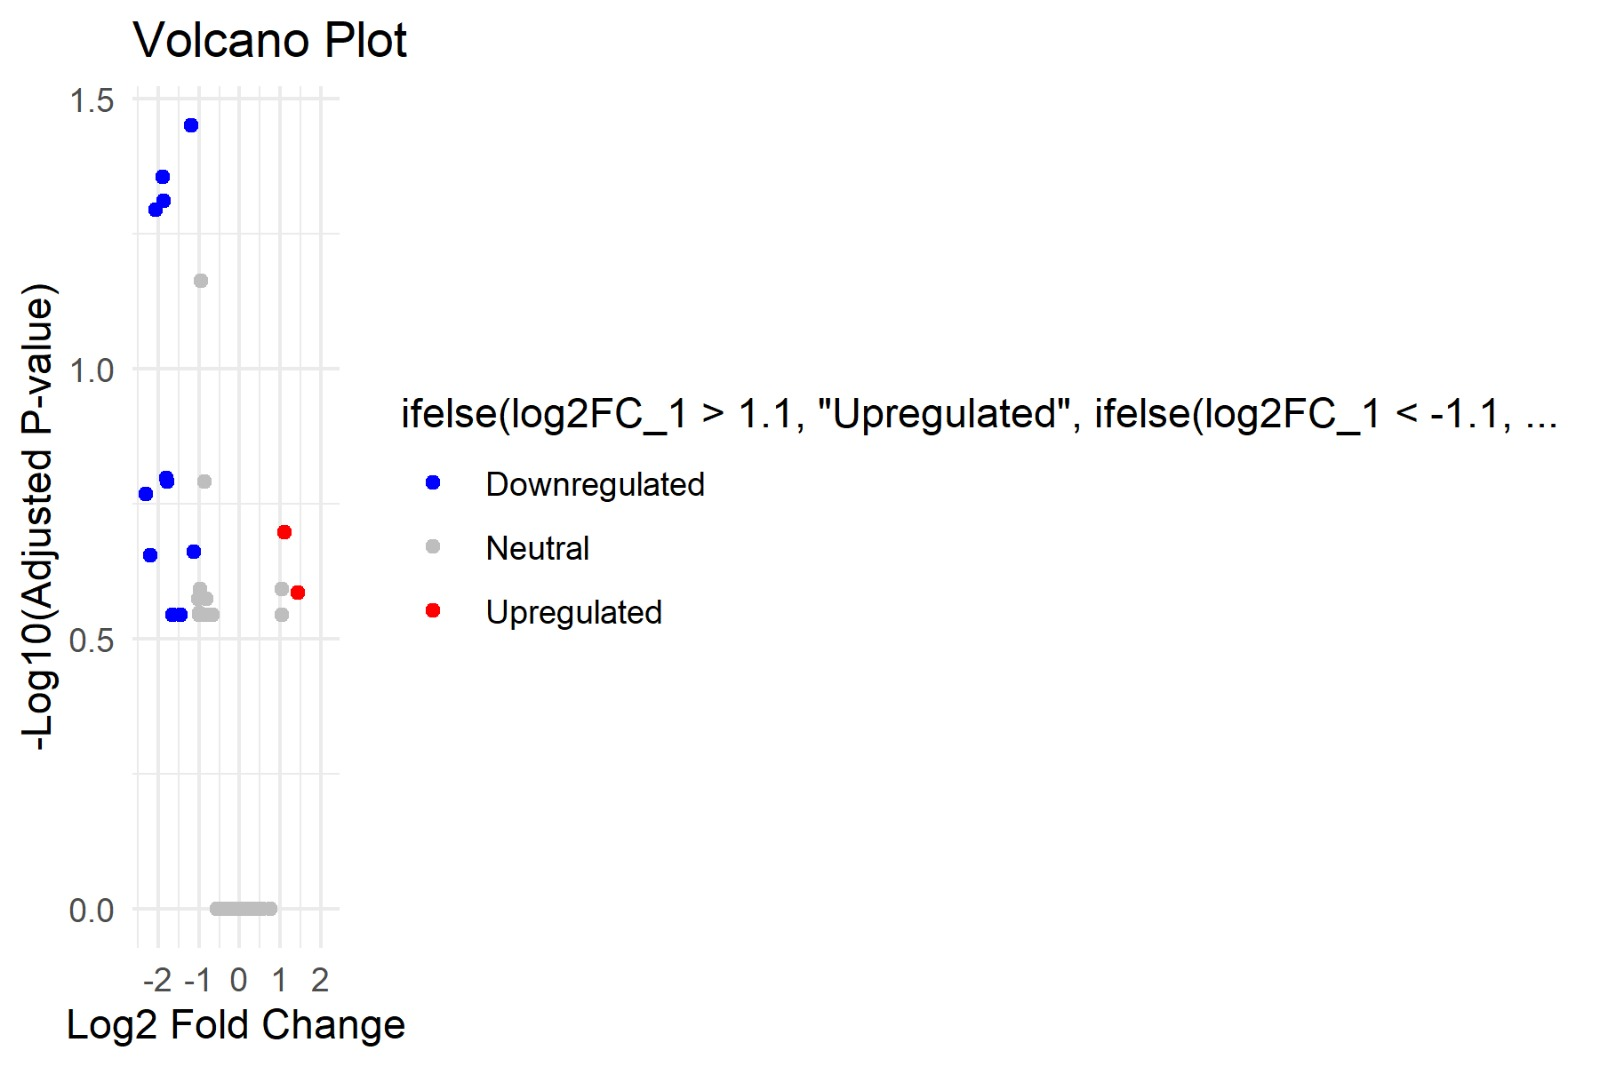 Volcano Plot
1.5
1.0
0.5
0.0
-Log10(Adjusted P-value)
-2 -1 0 1 2
Log2 Fold Change
ifelse(log2FC_1 > 1.1, "Upregulated", ifelse(log2FC_1 < -1.1, ...
Downregulated
Neutral
Upregulated